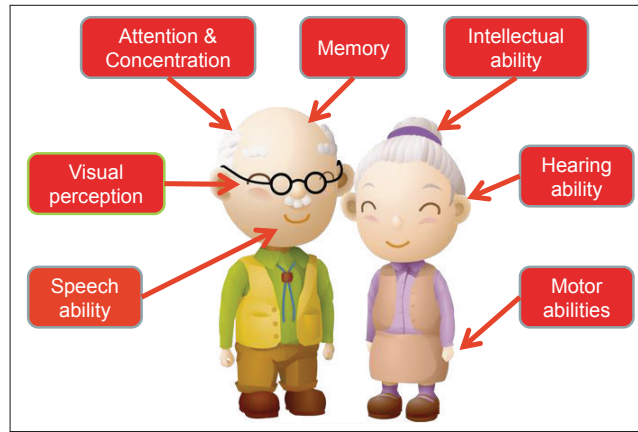 Attention &
Concentration
Memory
Intellectual
ability
Visual
perception
Hearing
ability
Speech
ability
Motor
abilities